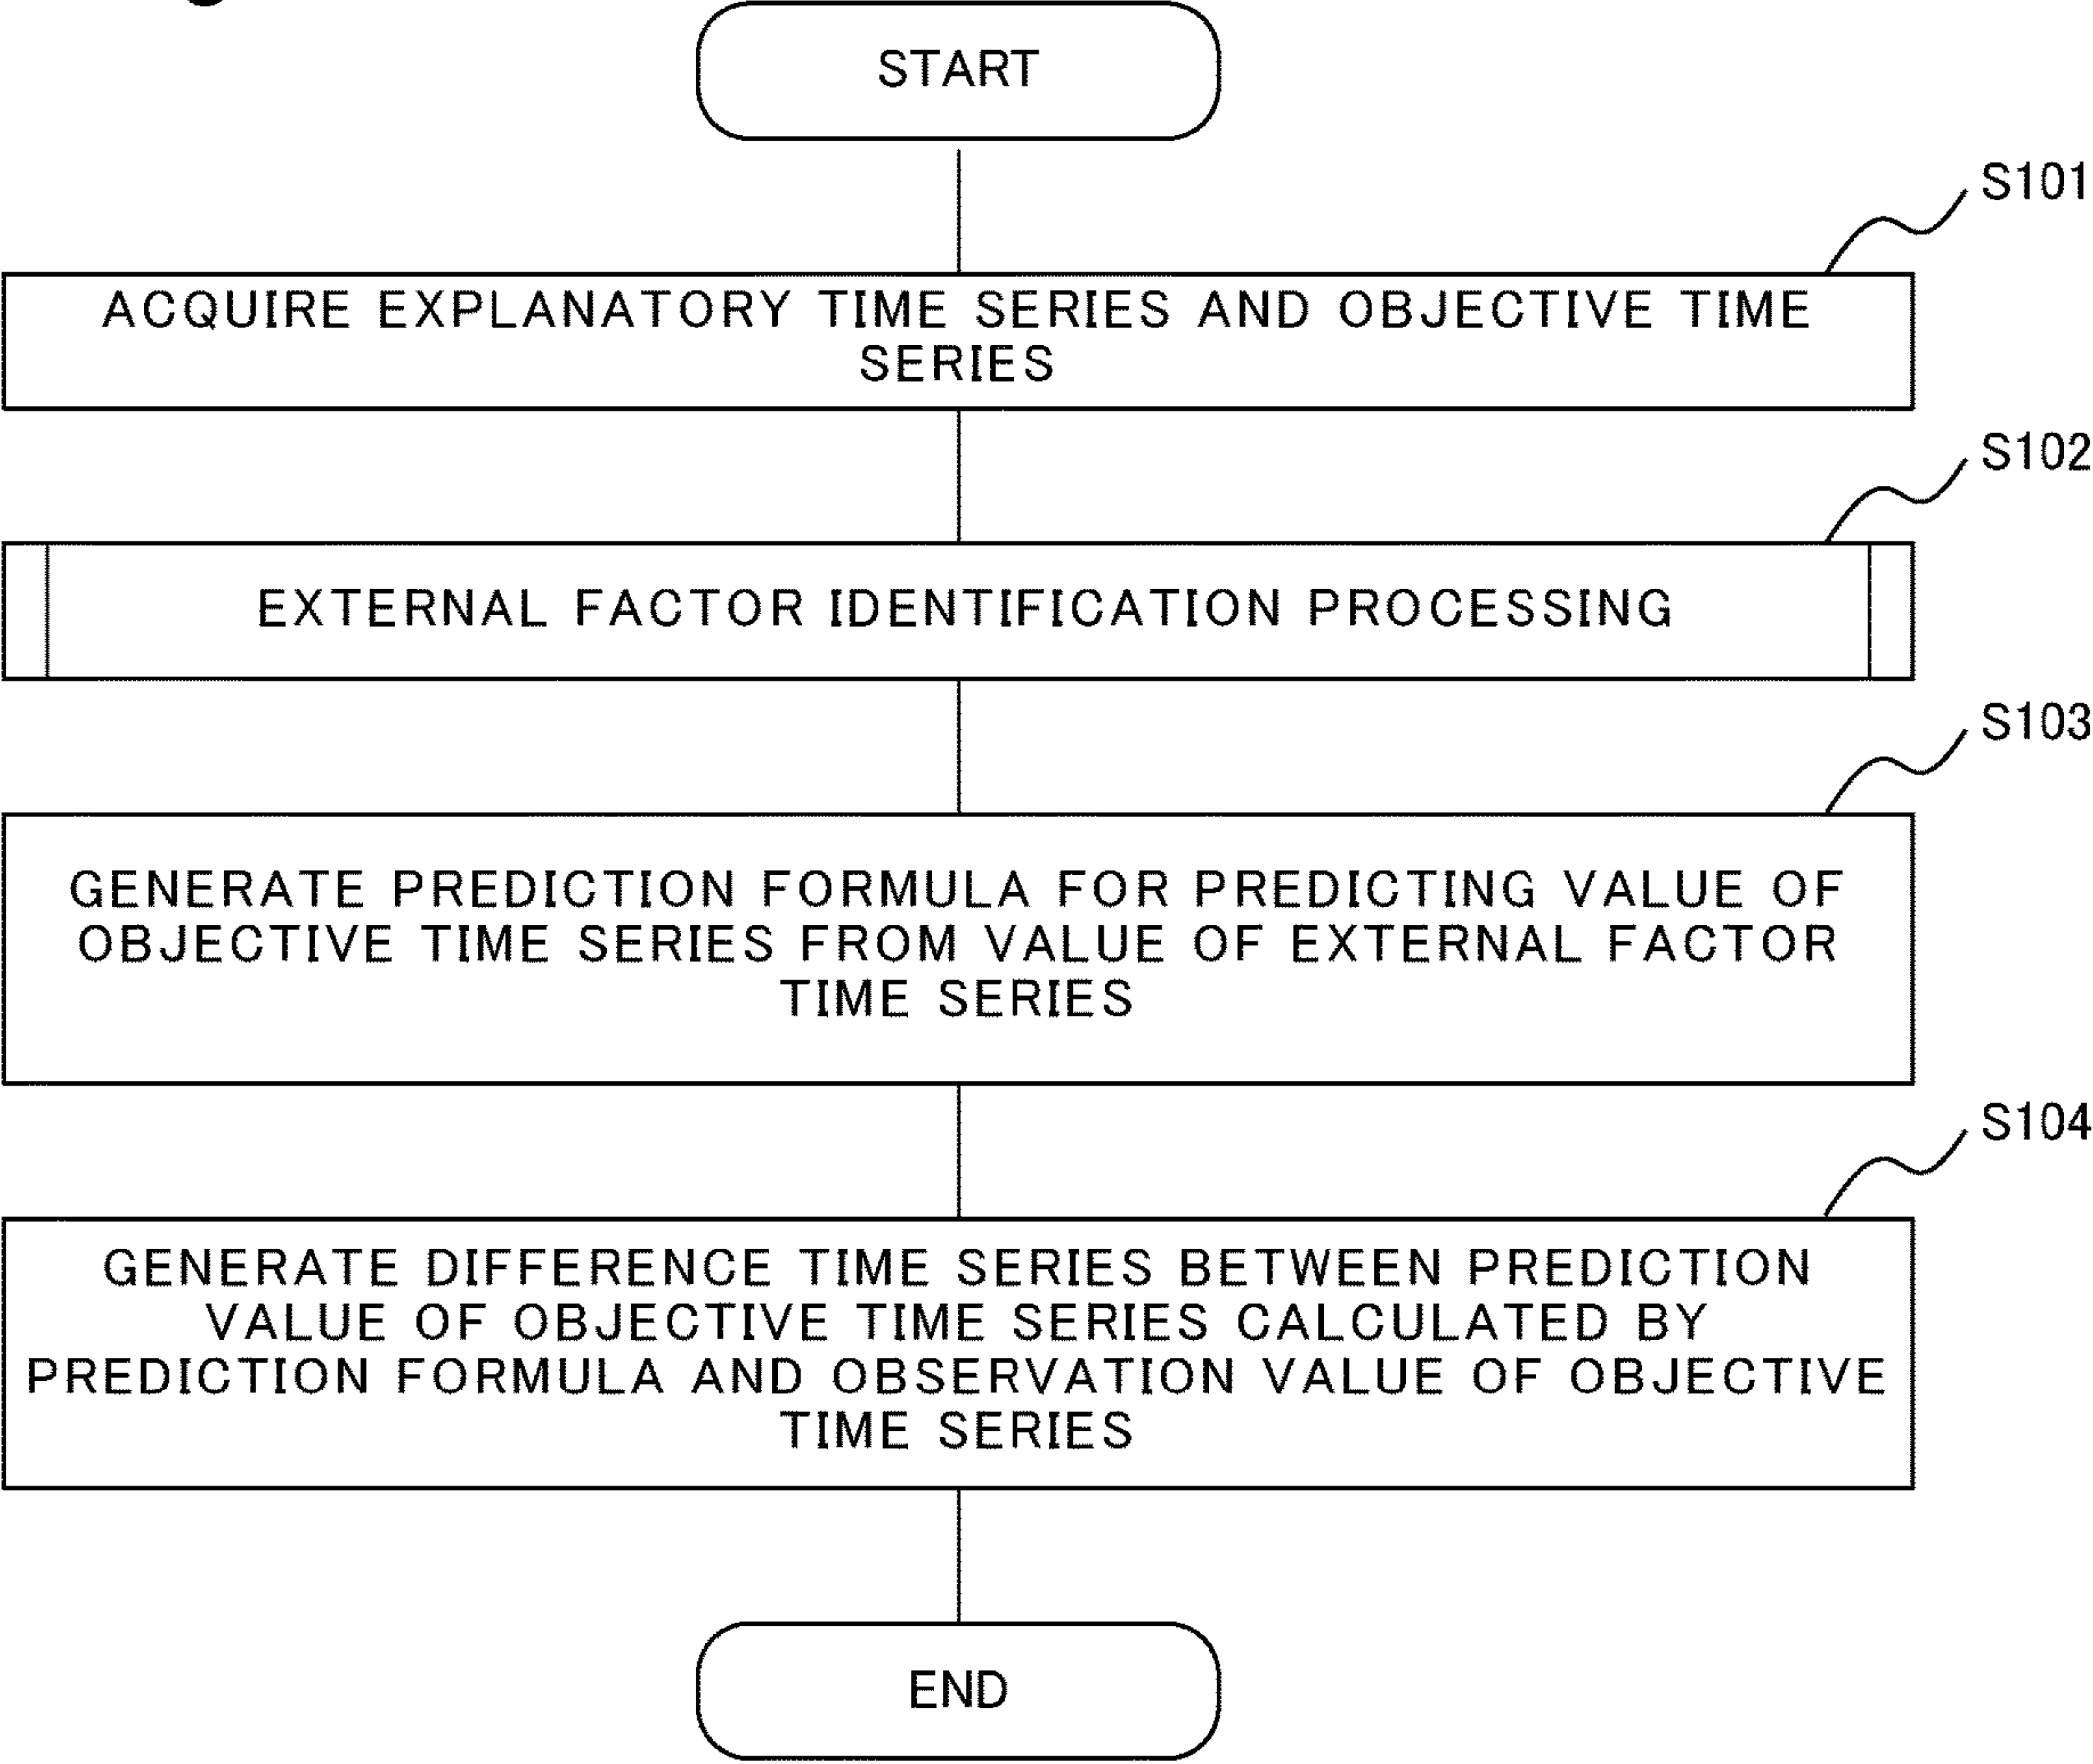 START
S101
ACQUIRE EXPLANATORY TIME SERIES AND OBJECTIVE TIME
SERIES
S102
EXTERNAL FACTOR IDENTIFICATION PROCESSING
S103
GENERATE PREDICTION FORMULA FOR PREDICTING VALUE OF
OBJECTIVE TIME SERIES FROM VALUE OF EXTERNAL FACTOR
TIME SERIES
S104
GENERATE DIFFERENCE TIME SERIES BETWEEN PREDICTION
VALUE OF OBJECTIVE TIME SERIES CALCULATED BY
PREDICTION FORMULA AND OBSERVATION VALUE OF OBJECTIVE
TIME SERIES
END